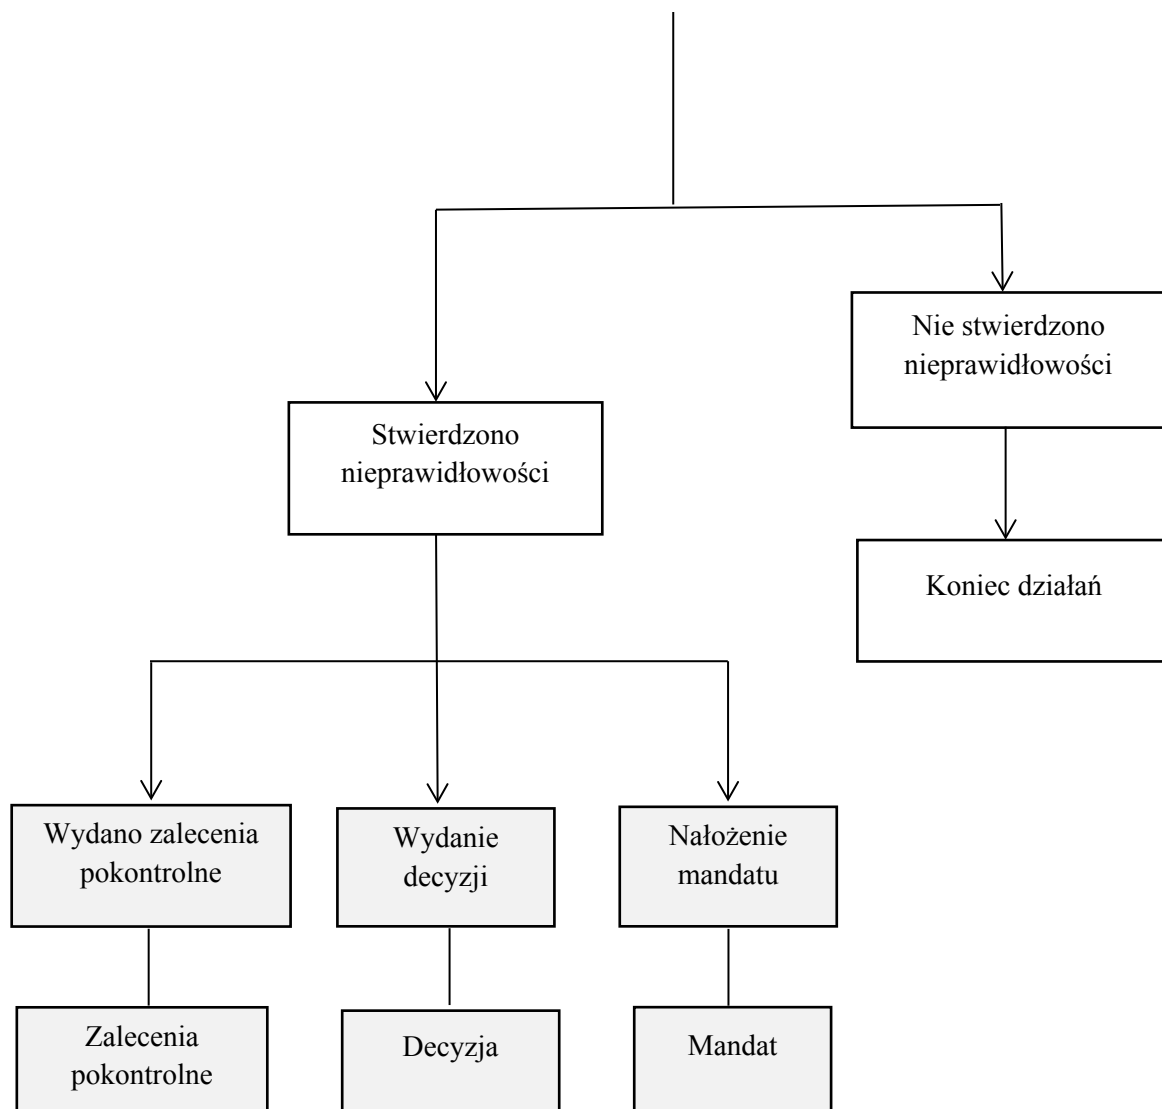 Nie stwierdzono
nieprawidłowości
Stwierdzono
nieprawidłowości
Koniec działań
Wydano zalecenia
pokontrolne
Wydanie
decyzji
Nałożenie
mandatu
Zalecenia
pokontrolne
Decyzja
Mandat